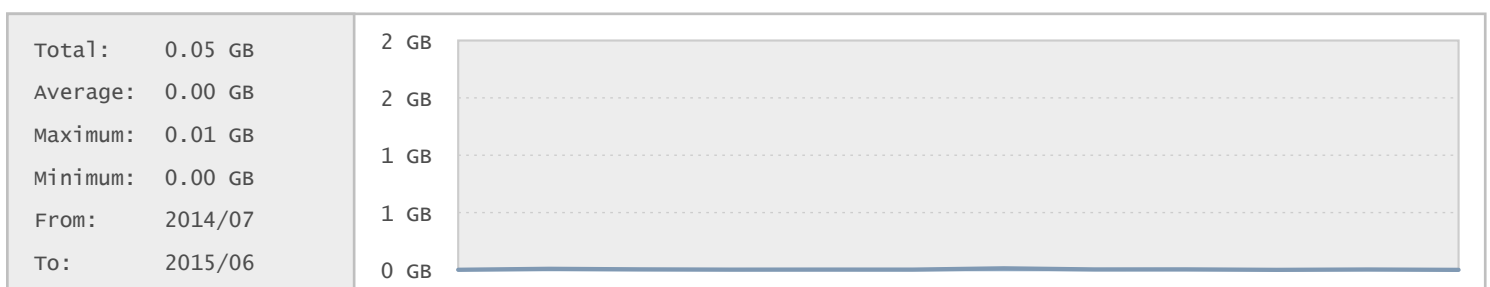 Total: 0.05 GB
Average: 0.00 GB
Maximum: 0.01 GB
Minimum: 0.00 GB
From: 2014/07
To: 2015/06
2 GB
2 GB
1 GB
1 GB
0 GB